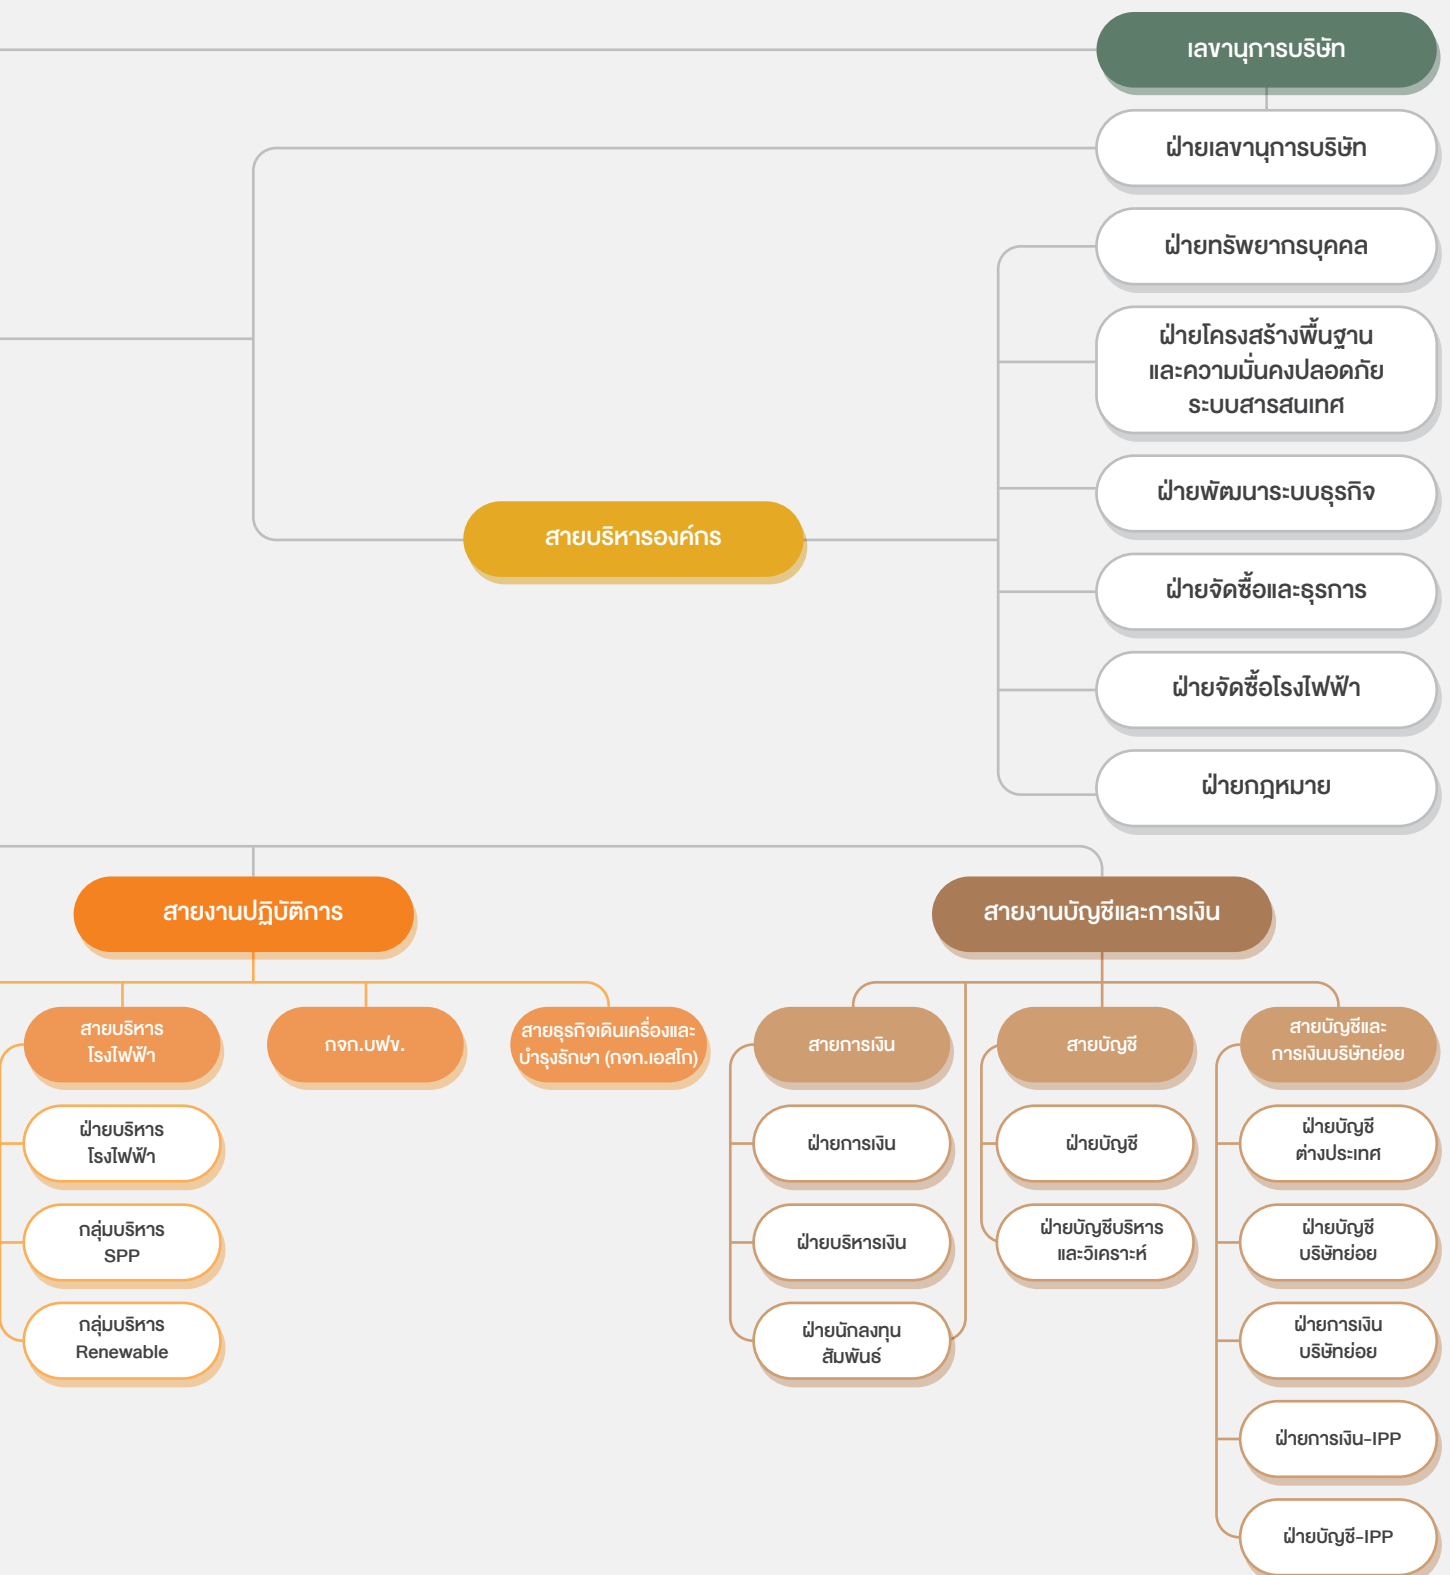 เลขานุการบริษัท
ฝ่ายเลขานุการบริษัท
ฝ่ายทรัพยากรบุคคล
ฝ่ายโครงสร้างพื้นฐาน
และความมั่นคงปลอดภัย
ระบบสารสนเทศ
ฝ่ายพัฒนาระบบธุรกิจ
สายบริหารองค์กร
ฝ่ายจัดซื้อและธุรการ
ฝ่ายจัดซื้อโรงไฟฟ้า
ฝ่ายกฎหมาย
สายงานปฏิบัติการ
สายงานบัญชีและการเงิน
สายบริหาร
โรงไฟฟ้า
กจก.บฟข.
สายธุรกิจเดินเครื่องและ
บำรุงรักษา (กจก.เอสโก)
สายการเงิน
สายบัญชี
สายบัญชีและ
การเงินบริษัทย่อย
ฝ่ายบริหาร
โรงไฟฟ้า
ฝ่ายการเงิน
ฝ่ายบัญชี
ฝ่ายบัญชี
ต่างประเทศ
กลุ่มบริหาร
SPP
ฝ่ายบริหารเงิน
ฝ่ายบัญชีบริหาร
และวิเคราะห์
ฝ่ายบัญชี
บริษัทย่อย
กลุ่มบริหาร
Renewable
ฝ่ายนักลงทุน
สัมพันธ์
ฝ่ายการเงิน
บริษัทย่อย
ฝ่ายการเงิน-IPP
ฝ่ายบัญชี-IPP